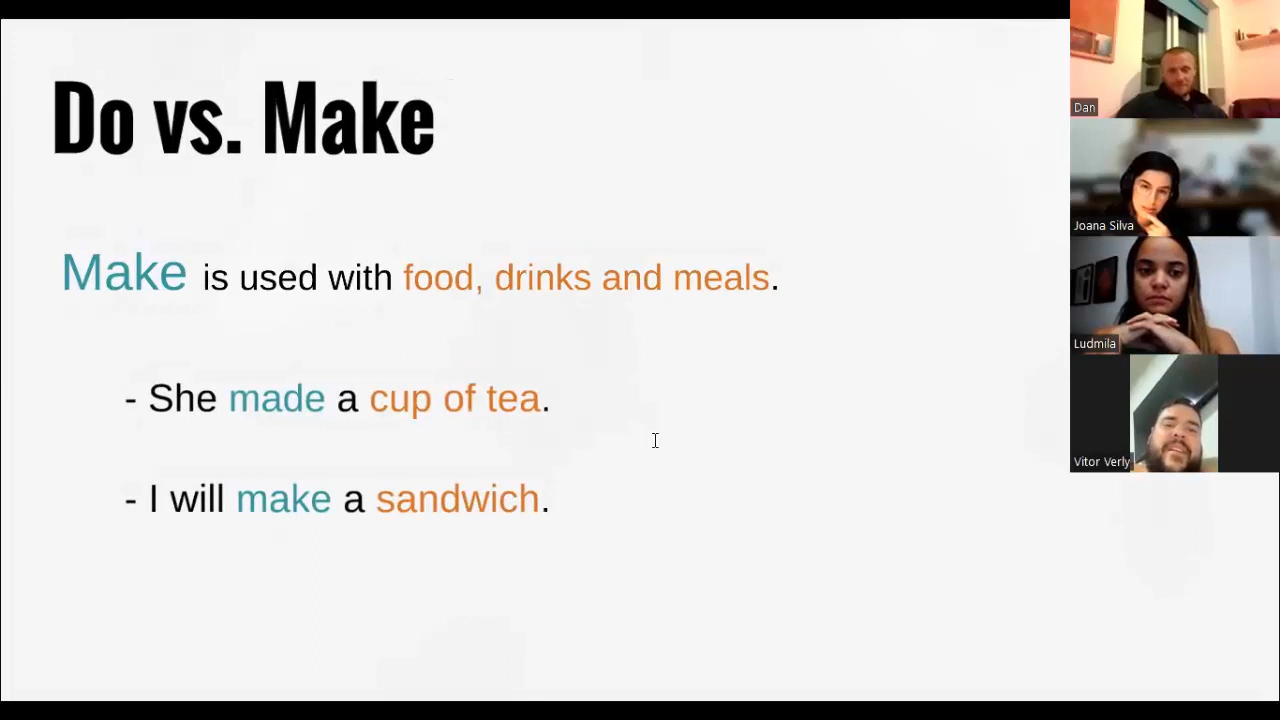 Do vs. Make
Make is used with food, drinks and meals.
- She made a cup of tea.
- I will make a sandwich.
Dan
Joana Silva
Ludmila
Vitor Verly